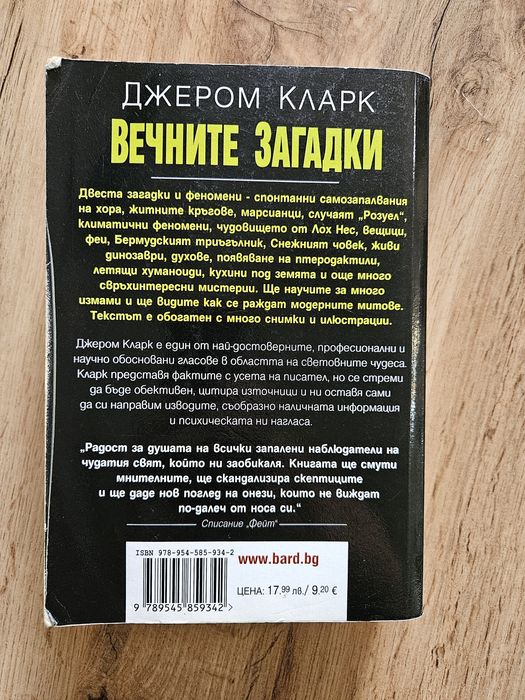 ДЖЕРОМ КЛАРК
ВЕЧНИТЕ ЗАГАДКИ
Двеста загадки и феномени - спонтанни самозапалвания
на хора, житните кръгове, марсианци, случаят „Розуел“,
климатични феномени, чудовището от Лох Нес, вещици,
феи, Бермудският триъгълник, Снежният човек, живи
динозаври, духове, появяване на птеродактили,
летящи хуманоиди, кухини под земята и още много
свръхинтересни мистерии. Ще научите за много
измами и ще видите как се раждат модерните митове.
Текстът е обогатен с много снимки и илюстрации.
Джером Кларк е един от най-достоверните, професионални и
научно обосновани гласове в областта на световните чудеса.
Кларк представя фактите с усета на писател, но се стреми
да бъде обективен, цитира източници и ни оставя сами
да си направим изводите, съобразно наличната информация
и психическата ни нагласа.
„Радост за душата на всички запалени наблюдатели на
чудатия свят, който ни заобикаля. Книгата ще смути
мнителните, ще скандализира скептиците
и ще даде нов поглед на онези, които не виждат
по-далеч от носа си.“
Списание „Фейт“
ISBN 978-954-585-934-2
www.bard.bg
ЦЕНА: 17,99 лв./ 9,20 €
9 789545 859342